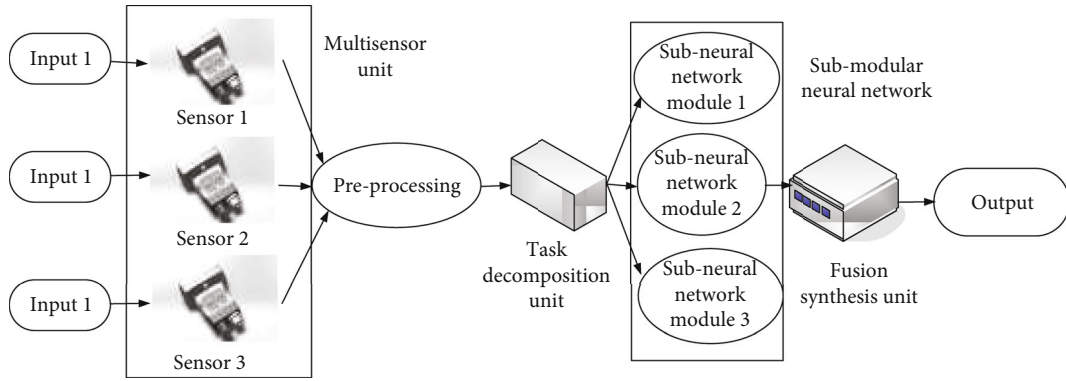 Input 1
Sensor 1
Input 1
Sensor 2
Input 1
Sensor 3
Multisensor
unit
Pre-processing
Task
decomposition
unit
Sub-neural
network
module 1
Sub-neural
network
module 2
Sub-neural
network
module 3
Sub-modular
neural network
Fusion
synthesis unit
Output